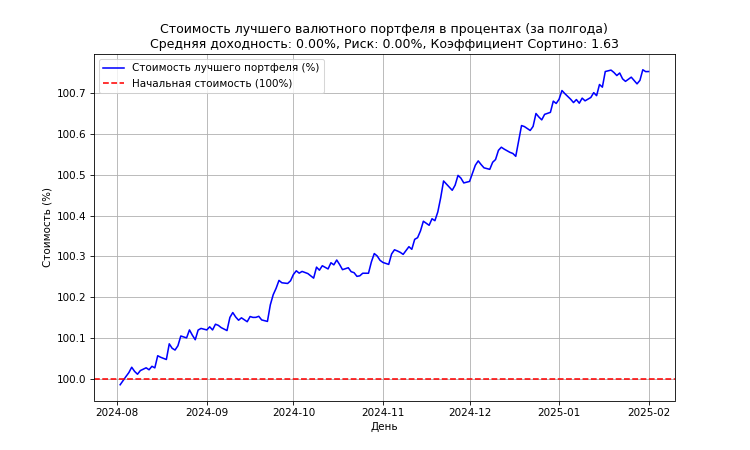 Стоимость лучшего валютного портфеля в процентах (за полгода)
Средняя доходность: 0.00%, Риск: 0.00%, Коэффициент Сортино: 1.63
Стоимость лучшего портфеля (%)
Начальная стоимость (100%)
Стоимость (%)
100.7
100.6
100.5
100.4
100.3
100.2
100.1
100.0
2024-08
2024-09
2024-10
2024-11
2024-12
2025-01
2025-02
День